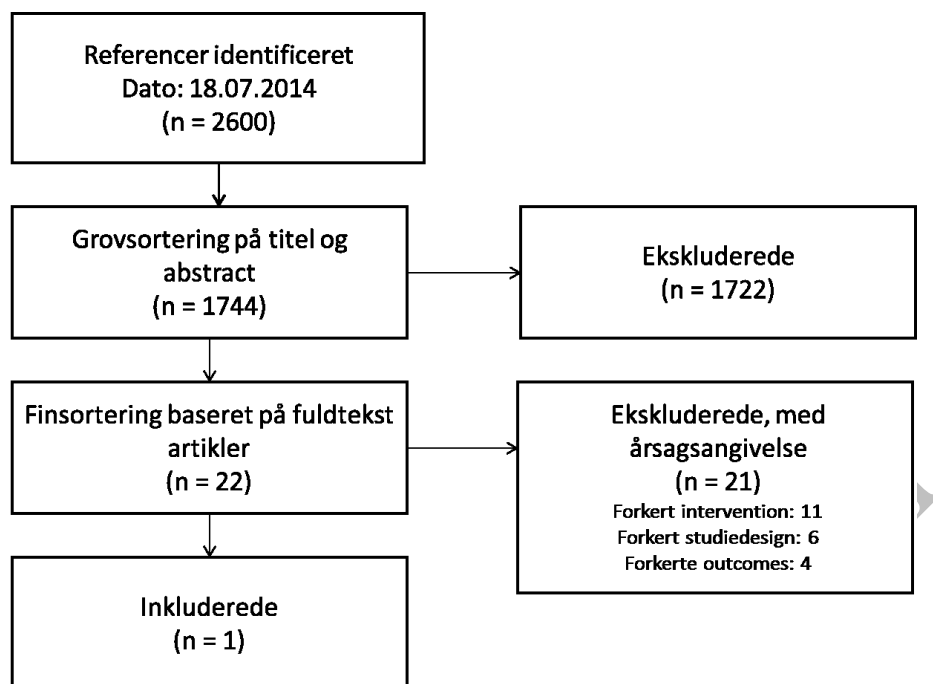 Referencer identificeret
Dato: 18.07.2014
(n = 2600)
Grovsortering på titel og
abstract
(n = 1744)
Ekskluderede
(n = 1722)
Finsortering baseret på fuldtekst
artikler
(n = 22)
Ekskluderede, med
årsagsangivelse
(n = 21)
Forkert intervention: 11
Forkert studiedesign: 6
Forkerte outcomes: 4
Inkluderede
(n = 1)